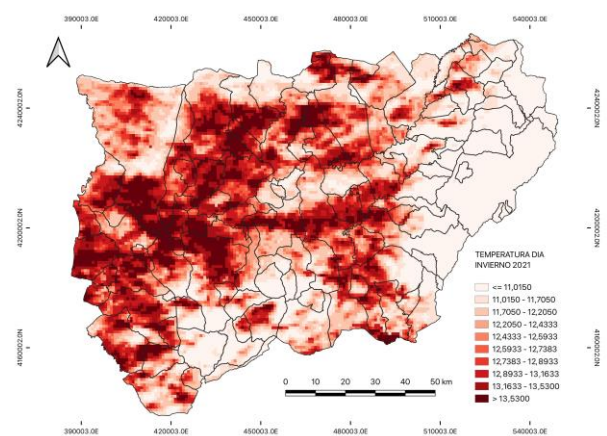 390003.0E 420003.0E 450003.0E 480003.0E 510003.0E 540003.0E
4240002.0N 4240002.0N
4200002.0N 4200002.0N
4160002.0N 4160002.0N
TEMPERATURA DIA
INVIERNO 2021
<= 11,0150
11,0150 - 11,7050
11,7050 - 12,2050
12,2050 - 12,4333
12,4333 - 12,5933
12,5933 - 12,7383
12,7383 - 12,8933
12,8933 - 13,1633
13,1633 - 13,5300
> 13,5300
0 10 20 30 40 50 km
390003.0E 420003.0E 450003.0E 480003.0E 510003.0E 540003.0E